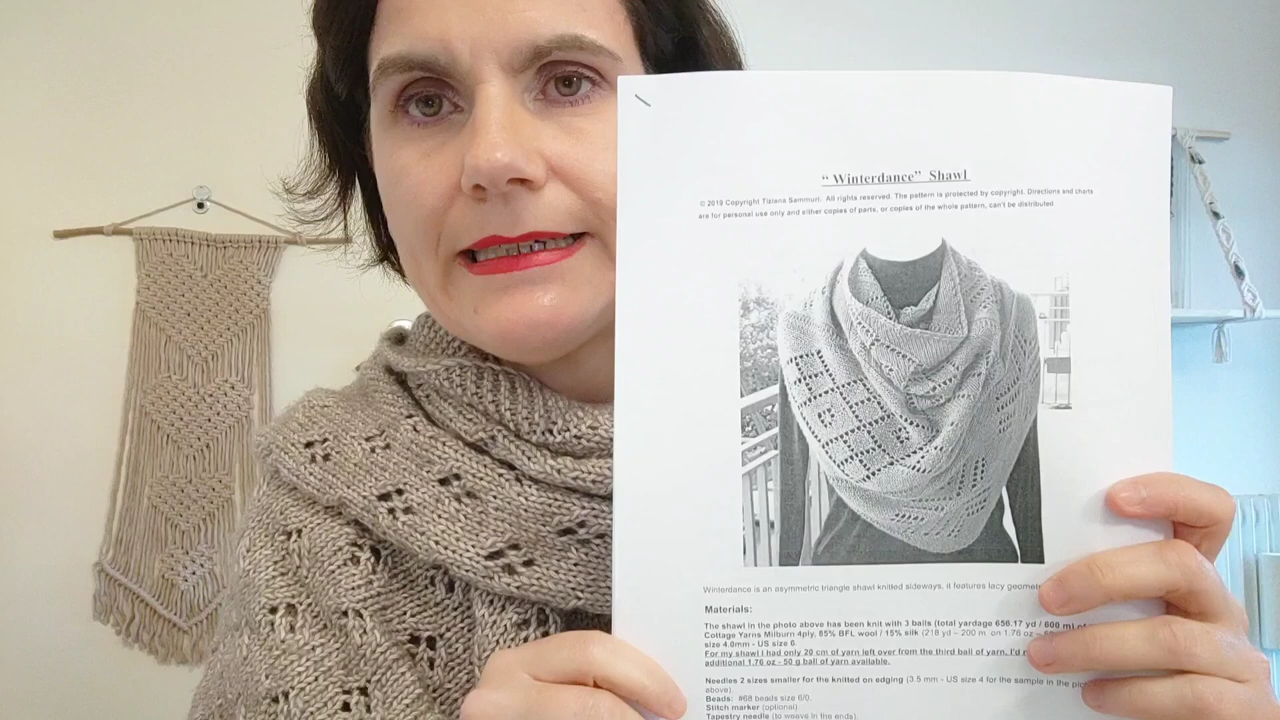 “ Winterdance” Shawl
© 2019 Copyright Tiziana Sammuri. All rights reserved. The pattern is protected by copyright. Directions and charts
are for personal use only and either copies of parts, or copies of the whole pattern, can't be distributed
Winterdance is an asymmetric triangle shawl knitted sideways, it features lacy
Materials:
The shawl in the photo above has been knit with 3 balls (total yardage 656.17 yd / 600 m)
Cottage Yarns Milburn 4ply, 85% BFL wool / 15% silk (218 yd – 200 m on 1.76 oz –
size 4.0mm - US size 6.
For my shawl I had only 20 cm of yarn left over from the third ball of yarn, I'd
additional 1.76 oz - 50 g ball of yarn available.
Needles 2 sizes smaller for the knitted on edging (3.5 mm - US size 4 for the sample in the
above).
Beads: #68 beads size 6/0.
Stitch marker (optional)
Tapestry needle (to weave in the ends).